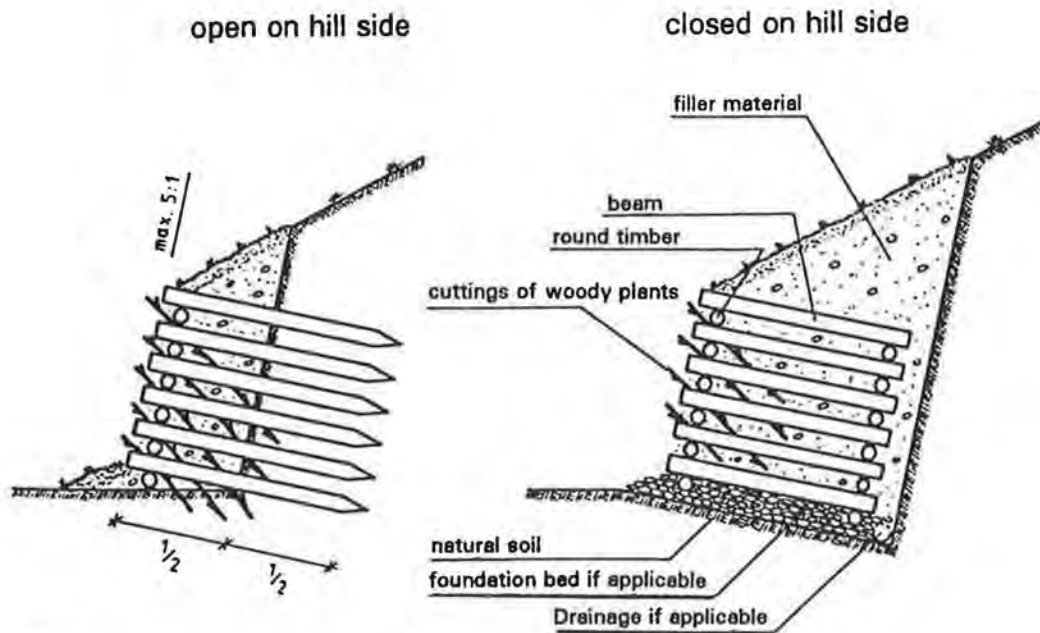 open on hill side
closed on hill side
filler material
max. 5:1
beam
round timber
cuttings of woody plants
1/2
1/2
natural soil
foundation bed if applicable
Drainage if applicable